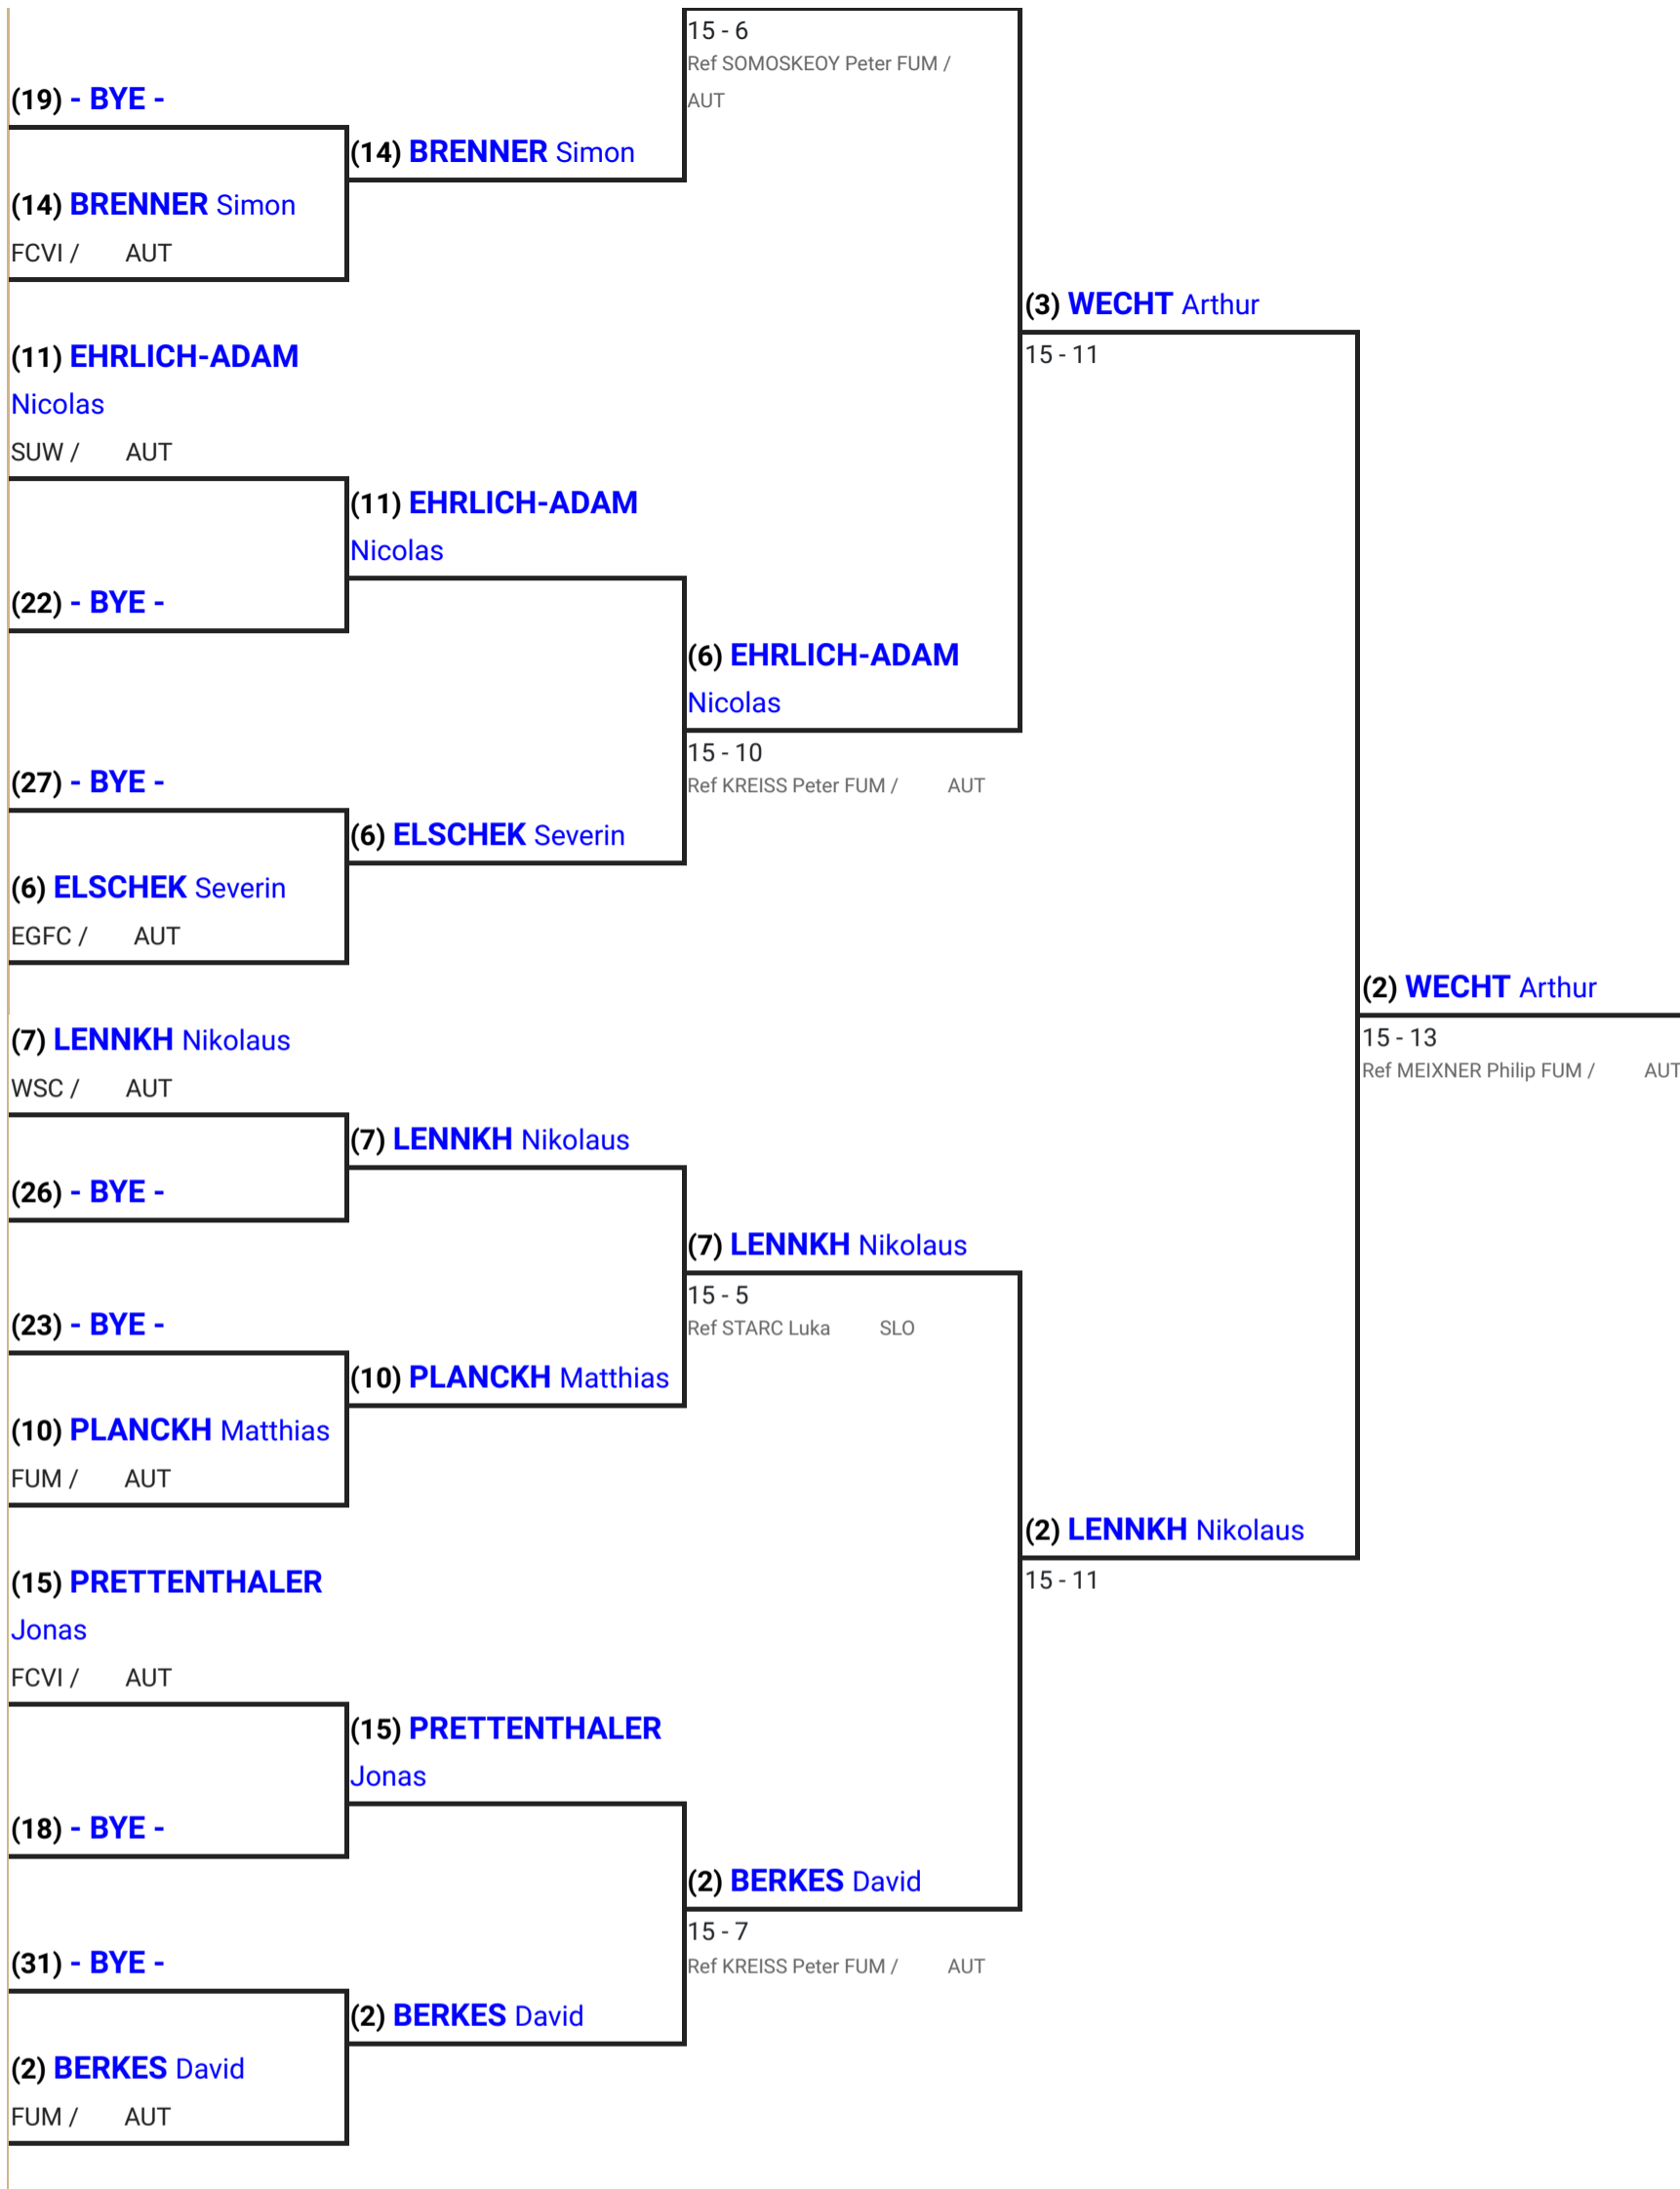 (19) - BYE -
(14) BRENNER Simon
FCVI / AUT
(11) EHRLICH-ADAM
Nicolas
SUW / AUT
(22) - BYE -
(27) - BYE -
(6) ELSCHEK Severin
EGFC / AUT
(7) LENNKH Nikolaus
WSC / AUT
(26) - BYE -
(23) - BYE -
(10) PLANCKH Matthias
FUM / AUT
(15) PRETTENTHALER
Jonas
FCVI / AUT
(18) - BYE -
(31) - BYE -
(2) BERKES David
FUM / AUT
(14) BRENNER Simon
(11) EHRLICH-ADAM
Nicolas
(6) ELSCHEK Severin
(7) LENNKH Nikolaus
(10) PLANCKH Matthias
(15) PRETTENTHALER
Jonas
(2) BERKES David
15 - 6
Ref SOMOSKEOY Peter FUM /
AUT
(6) EHRLICH-ADAM
Nicolas
15 - 10
Ref KREISS Peter FUM / AUT
(7) LENNKH Nikolaus
15 - 5
Ref STARC Luka SLO
(2) BERKES David
15 - 7
Ref KREISS Peter FUM / AUT
(3) WECHT Arthur
15 - 11
(2) LENNKH Nikolaus
15 - 11
(2) WECHT Arthur
15 - 13
Ref MEIXNER Philip FUM / AUT